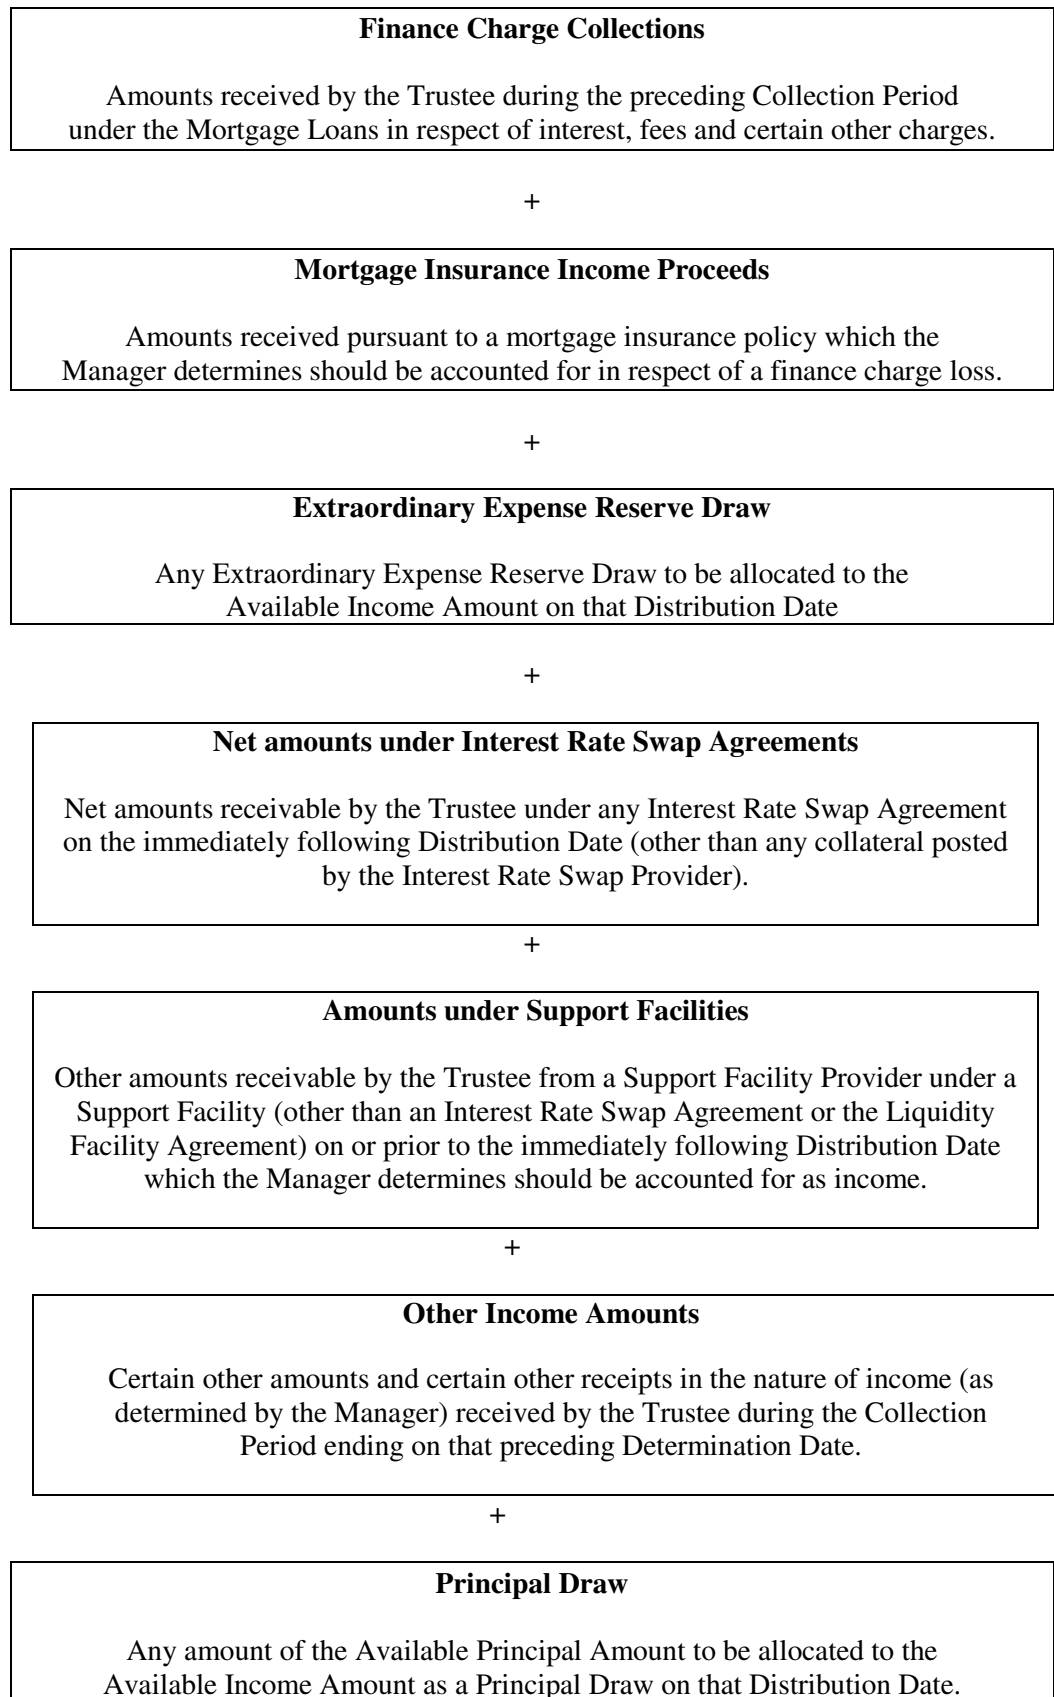 Finance Charge Collections
Amounts received by the Trustee during the preceding Collection Period
under the Mortgage Loans in respect of interest, fees and certain other charges.
+
Mortgage Insurance Income Proceeds
Amounts received pursuant to a mortgage insurance policy which the
Manager determines should be accounted for in respect of a finance charge loss.
+
Extraordinary Expense Reserve Draw
Any Extraordinary Expense Reserve Draw to be allocated to the
Available Income Amount on that Distribution Date
+
Net amounts under Interest Rate Swap Agreements
Net amounts receivable by the Trustee under any Interest Rate Swap Agreement
on the immediately following Distribution Date (other than any collateral posted
by the Interest Rate Swap Provider).
+
Amounts under Support Facilities
Other amounts receivable by the Trustee from a Support Facility Provider under a
Support Facility (other than an Interest Rate Swap Agreement or the Liquidity
Facility Agreement) on or prior to the immediately following Distribution Date
which the Manager determines should be accounted for as income.
+
Other Income Amounts
Certain other amounts and certain other receipts in the nature of income (as
determined by the Manager) received by the Trustee during the Collection
Period ending on that preceding Determination Date.
+
Principal Draw
Any amount of the Available Principal Amount to be allocated to the
Available Income Amount as a Principal Draw on that Distribution Date.